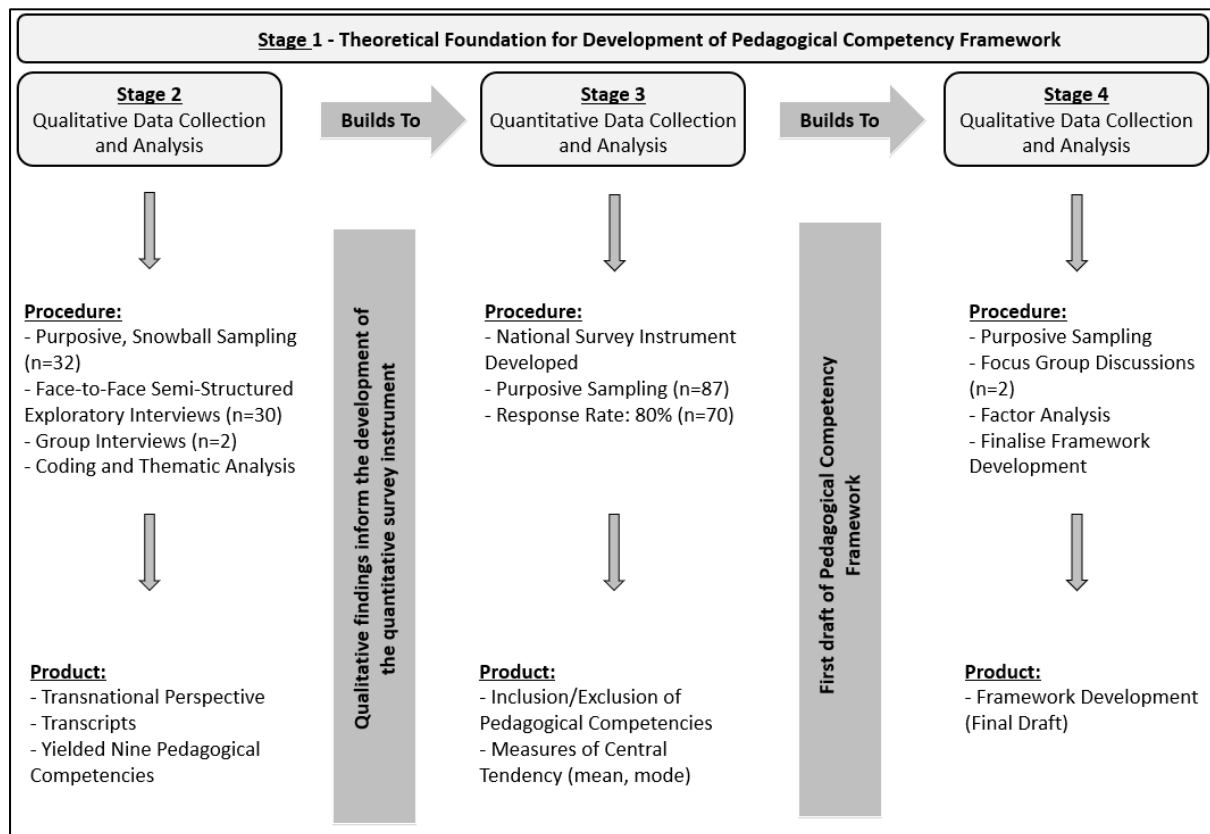 Stage 1 - Theoretical Foundation for Development of Pedagogical Competency Framework
Stage 2
Qualitative Data Collection
and Analysis
Builds To
Stage 3
Quantitative Data Collection
and Analysis
Builds To
Stage 4
Qualitative Data Collection
and Analysis
Procedure:
- Purposive, Snowball Sampling
(n=32)
- Face-to-Face Semi-Structured
Exploratory Interviews (n=30)
- Group Interviews (n=2)
- Coding and Thematic Analysis
Product:
- Transnational Perspective
- Transcripts
- Yielded Nine Pedagogical
Competencies
Qualitative findings inform the development of
the quantitative survey instrument
Procedure:
- National Survey Instrument
Developed
- Purposive Sampling (n=87)
- Response Rate: 80% (n=70)
Product:
- Inclusion/Exclusion of
Pedagogical Competencies
- Measures of Central
Tendency (mean, mode)
First draft of Pedagogical Competency
Framework
Procedure:
- Purposive Sampling
- Focus Group Discussions
(n=2)
- Factor Analysis
- Finalise Framework
Development
Product:
- Framework Development
(Final Draft)